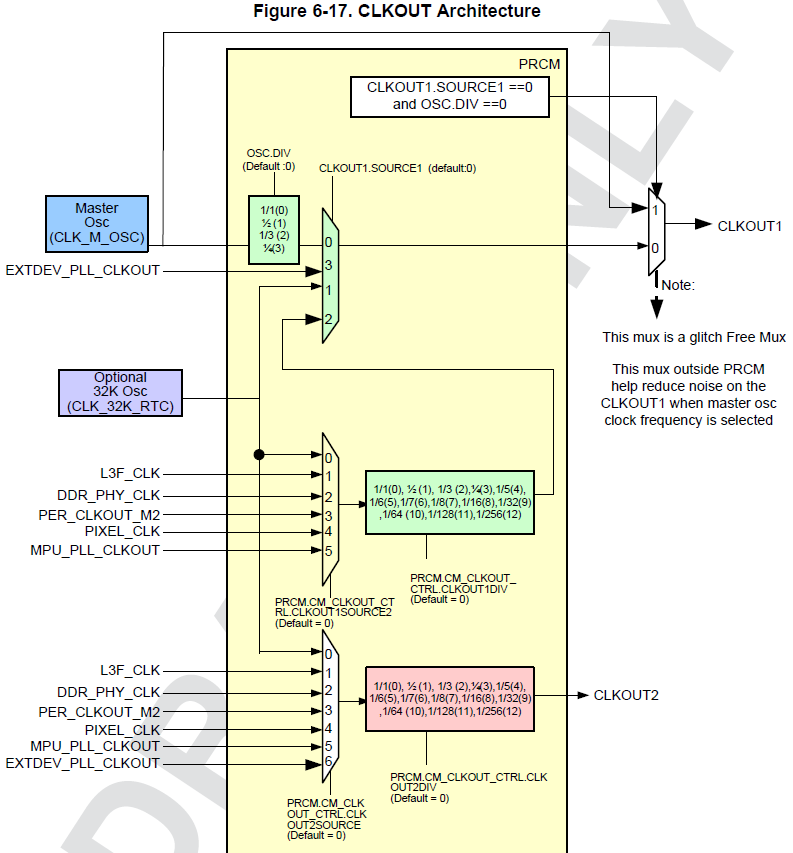 Figure 6-17. CLKOUT Architecture
PRCM
CLKOUT1.SOURCE1 ==0
and OSC.DIV ==0
OSC.DIV
(Default :0)
CLKOUT1.SOURCE1 (default:0)
Master
Osc
(CLK_M_OSC)
1/1(0)
½ (1)
1/3 (2)
¼(3)
0
3
1
2
1
0
CLKOUT1
EXTDEV_PLL_CLKOUT
Note:
This mux is a glitch Free Mux
This mux outside PRCM
help reduce noise on the
CLKOUT1 when master osc
clock frequency is selected
Optional
32K Osc
(CLK_32K_RTC)
L3F_CLK
DDR_PHY_CLK
PER_CLKOUT_M2
PIXEL_CLK
MPU_PLL_CLKOUT
0
1
2
3
4
5
1/1(0), ½ (1), 1/3 (2),¼(3),1/5(4),
1/6(5),1/7(6),1/8(7),1/16(8),1/32(9)
,1/64 (10),1/128(11),1/256(12)
PRCM.CM_CLKOUT_
CTRL.CLKOUT1DIV
(Default = 0)
PRCM.CM_CLKOUT_CT
RL.CLKOUT1SOURCE2
(Default = 0)
L3F_CLK
DDR_PHY_CLK
PER_CLKOUT_M2
PIXEL_CLK
MPU_PLL_CLKOUT
EXTDEV_PLL_CLKOUT
0
1
2
3
4
5
6
1/1(0), ½ (1), 1/3 (2),¼(3),1/5(4),
1/6(5),1/7(6),1/8(7),1/16(8),1/32(9)
,1/64 (10),1/128(11),1/256(12)
CLKOUT2
PRCM.CM_CLKOUT_CTRL.CLK
OUT2DIV
(Default = 0)
PRCM.CM_CLK
OUT_CTRL.CLK
OUT2SOURCE
(Default = 0)